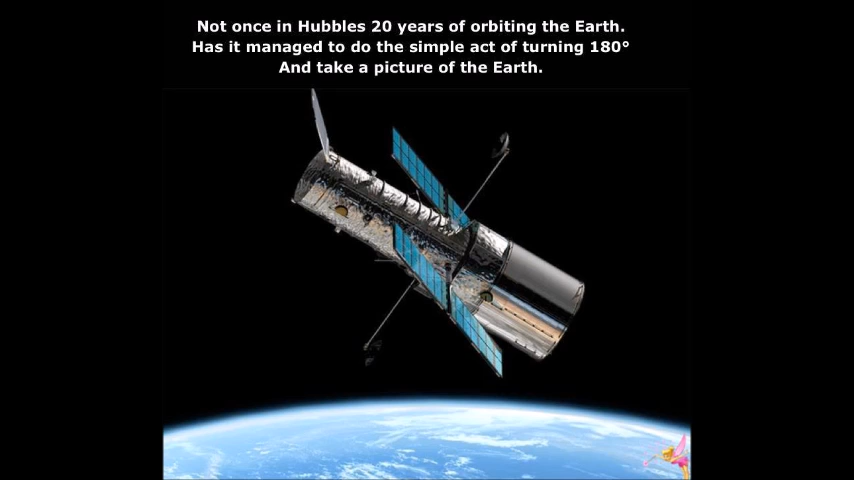 Not once in Hubbles 20 years of orbiting the Earth.
Has it managed to do the simple act of turning 180°
And take a picture of the Earth.